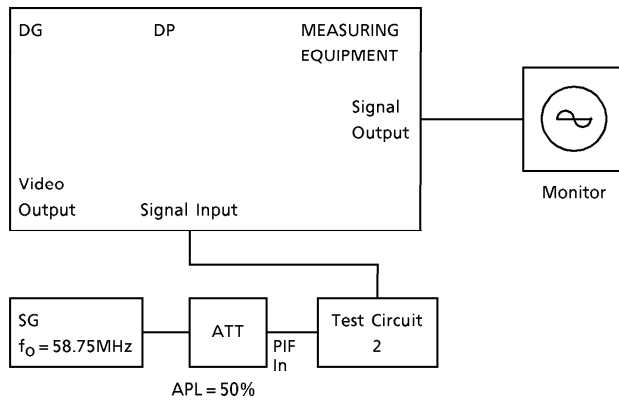 DG DP MEASURING
EQUIPMENT
Signal
Output
Monitor
Video
Output Signal Input
SG
fo = 58.75MHz
ATT
PIF
In
Test Circuit
2
APL = 50%